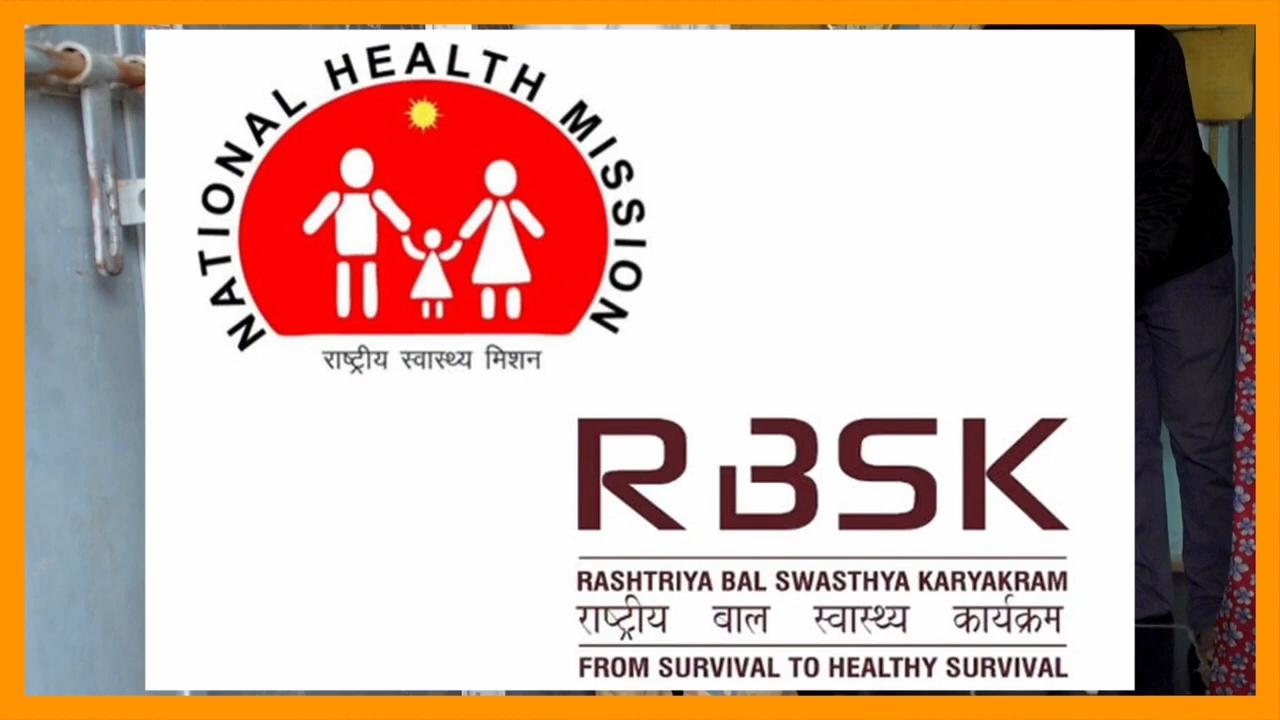 NATIONAL HEALTH MISSION
राष्ट्रीय स्वास्थ्य मिशन
RBSK
RASHTRIYA BAL SWASTHYA KARYAKRAM
राष्ट्रीय बाल स्वास्थ्य कार्यक्रम
FROM SURVIVAL TO HEALTHY SURVIVAL